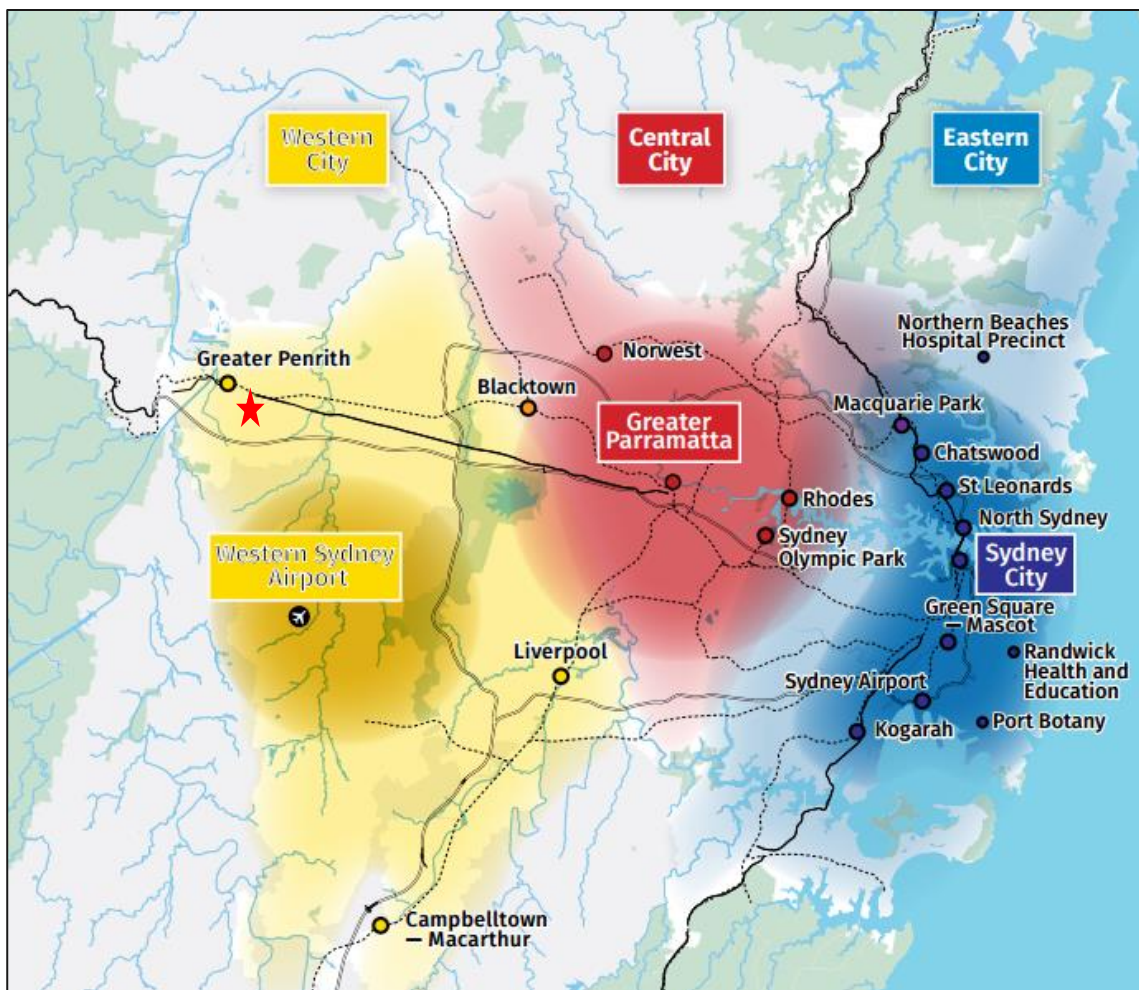 Western
City
Central
City
Eastern
City
Northern Beaches
Hospital Precinct
Greater Penrith
Norwest
Blacktown
Macquarie Park
Greater
Parramatta
Chatswood
St Leonards
Rhodes
North Sydney
Sydney
Olympic Park
Western Sydney
Airport
Sydney
City
Green Square
— Mascot
Liverpool
Randwick
Health and
Education
Sydney Airport
Port Botany
Kogarah
Campbelltown
— Macarthur